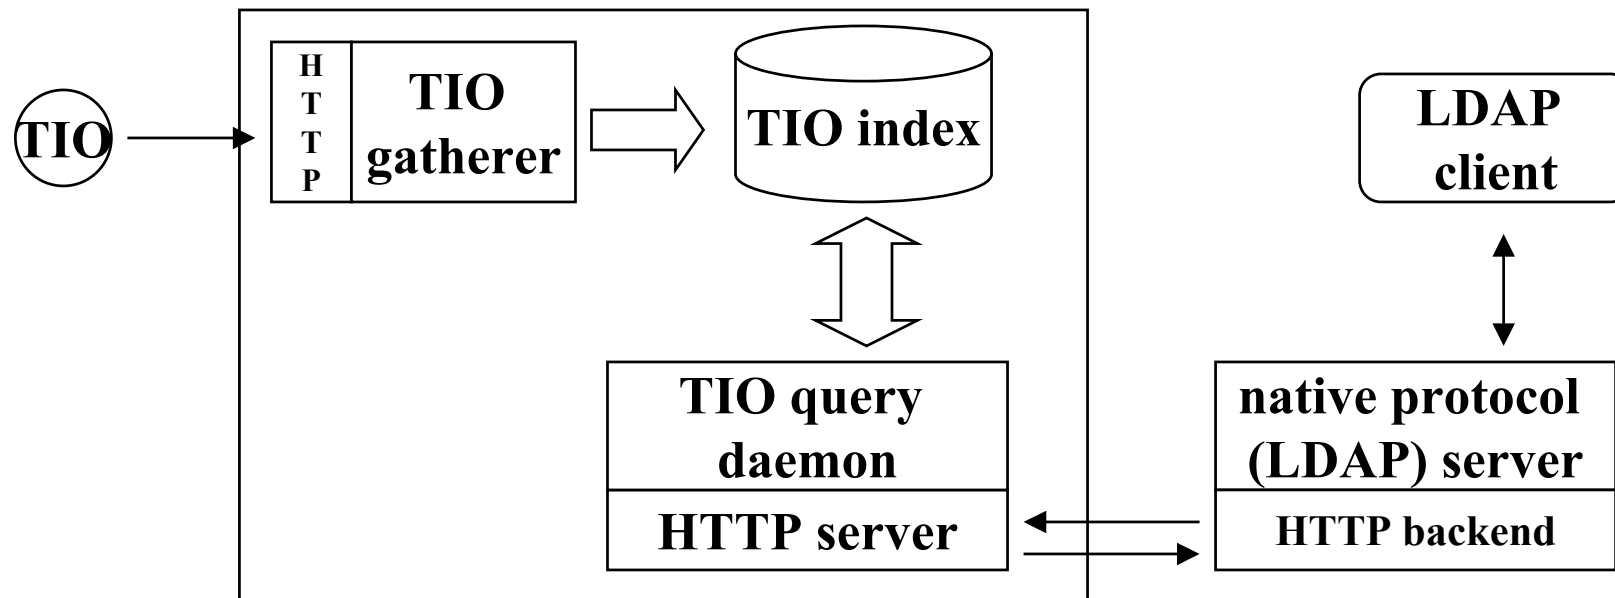 TIO
H
T
T
P
TIO
gatherer
TIO index
LDAP
client
TIO query
daemon
HTTP server
native protocol
(LDAP) server
HTTP backend